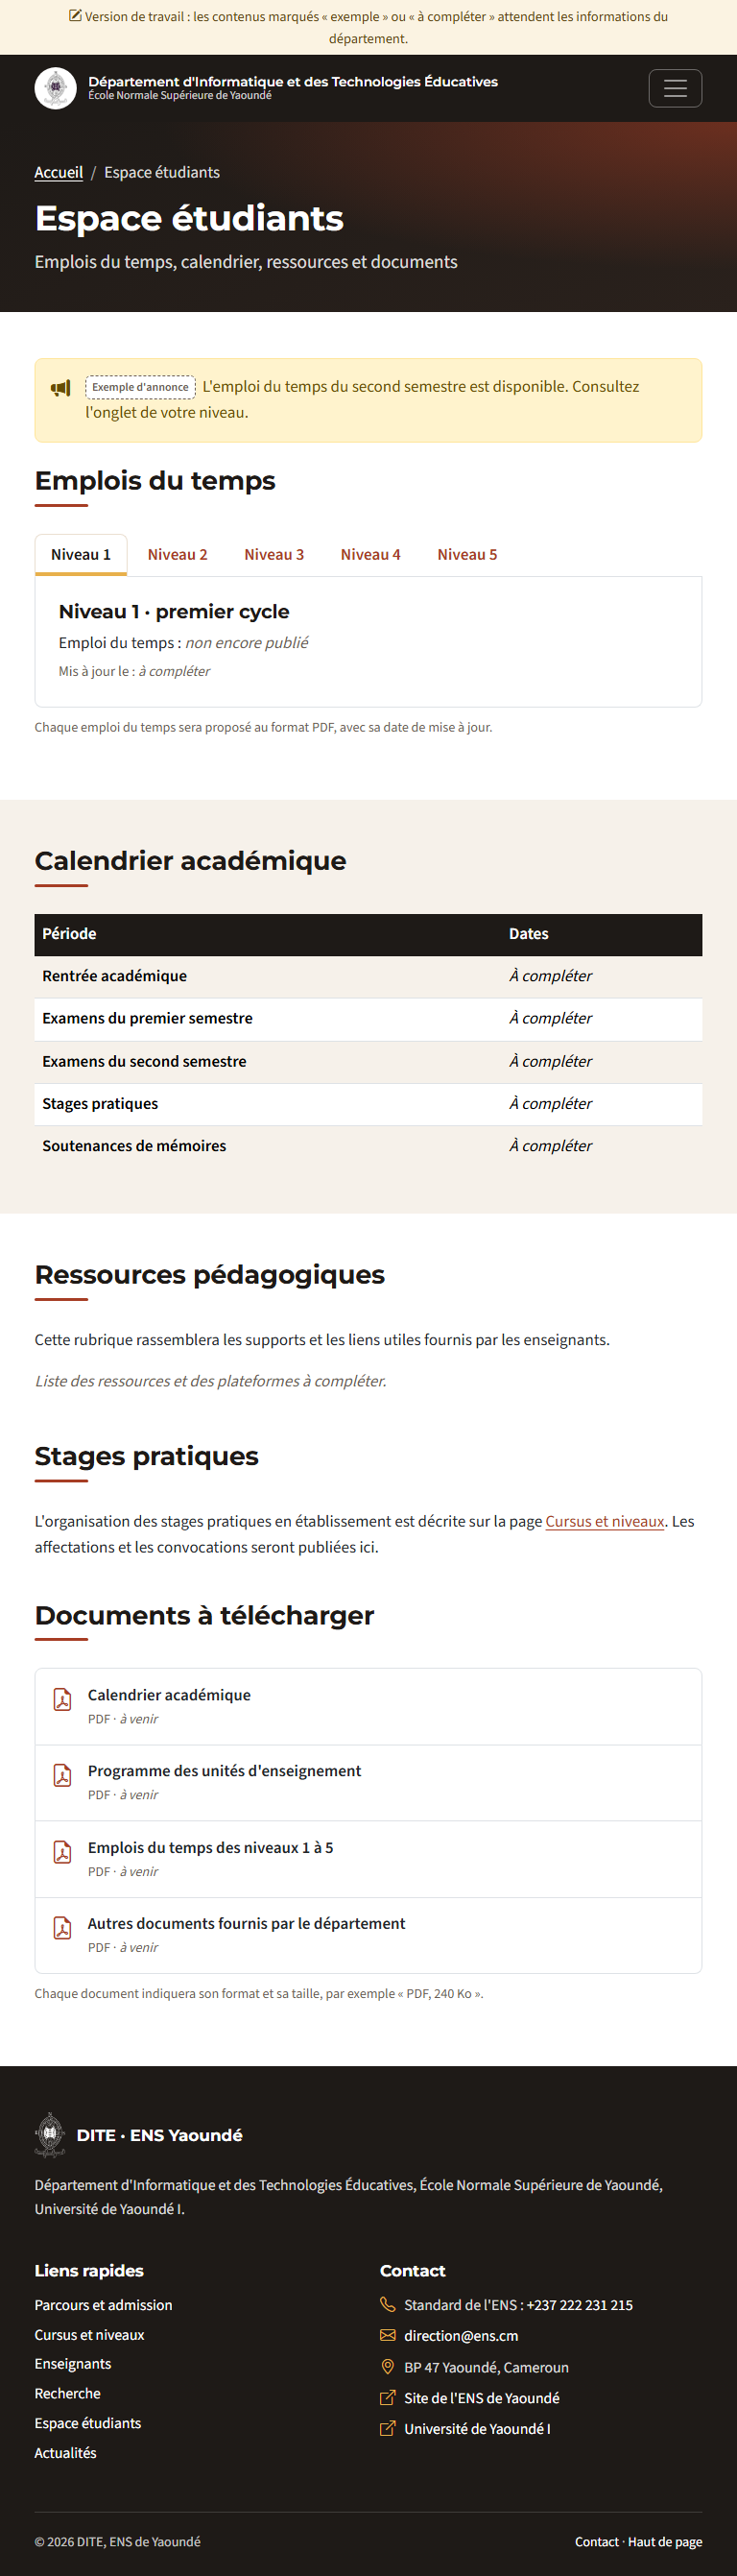 Version de travail : les contenus marqués « exemple » ou « à compléter » attendent les informations du
département.
Département d'Informatique et des Technologies Éducatives
École Normale Supérieure de Yaoundé
Accueil / Espace étudiants
Espace étudiants
Emplois du temps, calendrier, ressources et documents
Exemple d'annonce L'emploi du temps du second semestre est disponible. Consultez
l'onglet de votre niveau.
Emplois du temps
Niveau 1 Niveau 2 Niveau 3 Niveau 4 Niveau 5
Niveau 1 · premier cycle
Emploi du temps : non encore publié
Mis à jour le : à compléter
Chaque emploi du temps sera proposé au format PDF, avec sa date de mise à jour.
Calendrier académique
Période Dates
Rentrée académique À compléter
Examens du premier semestre À compléter
Examens du second semestre À compléter
Stages pratiques À compléter
Soutenances de mémoires À compléter
Ressources pédagogiques
Cette rubrique rassemblera les supports et les liens utiles fournis par les enseignants.
Liste des ressources et des plateformes à compléter.
Stages pratiques
L'organisation des stages pratiques en établissement est décrite sur la page Cursus et niveaux. Les
affectations et les convocations seront publiées ici.
Documents à télécharger
Calendrier académique
PDF · à venir
Programme des unités d'enseignement
PDF · à venir
Emplois du temps des niveaux 1 à 5
PDF · à venir
Autres documents fournis par le département
PDF · à venir
Chaque document indiquera son format et sa taille, par exemple « PDF, 240 Ko ».
DITE · ENS Yaoundé
Département d'Informatique et des Technologies Éducatives, École Normale Supérieure de Yaoundé,
Université de Yaoundé I.
Liens rapides
Parcours et admission
Cursus et niveaux
Enseignants
Recherche
Espace étudiants
Actualités
Contact
Standard de l'ENS : +237 222 231 215
direction@ens.cm
BP 47 Yaoundé, Cameroun
Site de l'ENS de Yaoundé
Université de Yaoundé I
© 2026 DITE, ENS de Yaoundé
Contact · Haut de page